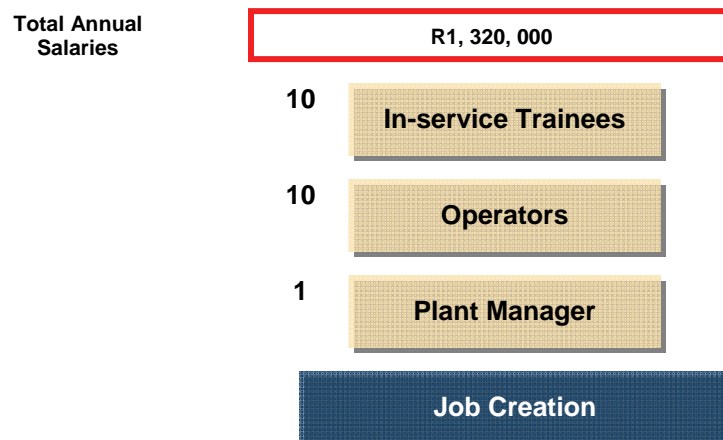 Total Annual
Salaries
R1, 320, 000
10
In-service Trainees
10
Operators
1
Plant Manager
Job Creation